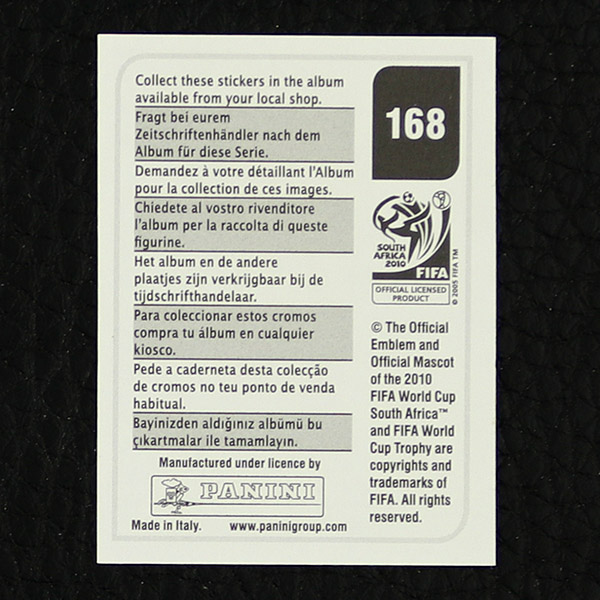 Collect these stickers in the album
available from your local shop.
Fragt bei eurem
Zeitschriftenhändler nach dem
Album für diese Serie.
Demandez à votre détaillant l'Album
pour la collection de ces images.
Chiedete al vostro rivenditore
l'album per la raccolta di queste
figurine.
Het album en de andere
plaatjes zijn verkrijgbaar bij de
tijdschrifthandelaar.
Para coleccionar estos cromos
compra tu álbum en cualquier
kiosco.
Pede a caderneta desta colecção
de cromos no teu ponto de venda
habitual.
Bayinizden aldığınız albümü bu
çıkartmalar ile tamamlayın.
Manufactured under licence by
PANINI
Made in Italy. www.paninigroup.com
168
SOUTH
AFRICA
2010
FIFA
OFFICIAL LICENSED
PRODUCT
© 2005 FIFA TM
© The Official
Emblem and
Official Mascot
of the 2010
FIFA World Cup
South Africa™
and FIFA World
Cup Trophy are
copyrights and
trademarks of
FIFA. All rights
reserved.